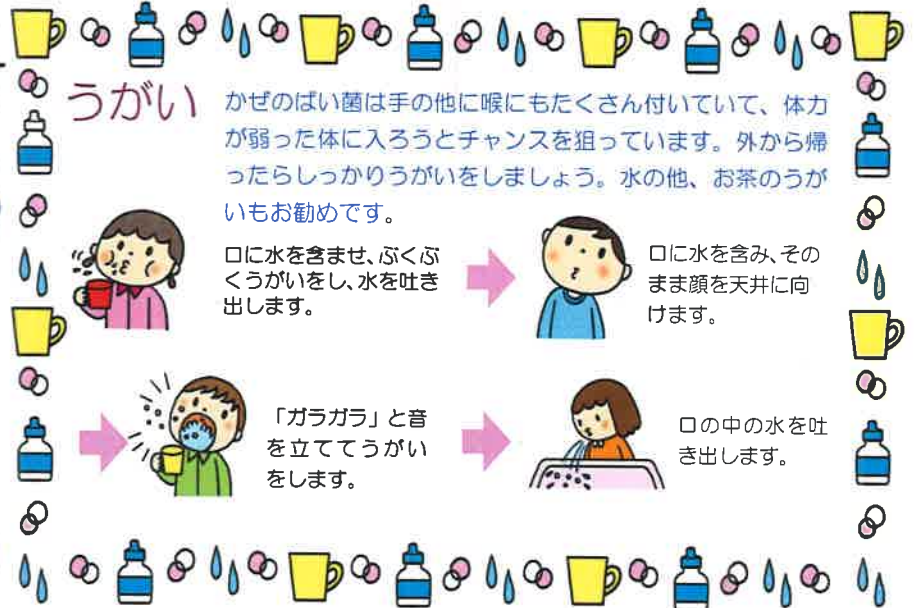 うがい
かぜのばい菌は手の他に喉にもたくさん付いていて、体力
が弱った体に入ろうとチャンスを狙っています。外から帰
ったらしっかりうがいをしましょう。水の他、お茶のうが
いもお勧めです。
口に水を含ませ、ぶくぶ
くうがいをし、水を吐き
出します。
口に水を含み、その
まま顔を天井に向
けます。
「ガラガラ」と音
を立ててうがい
をします。
口の中の水を吐
き出します。